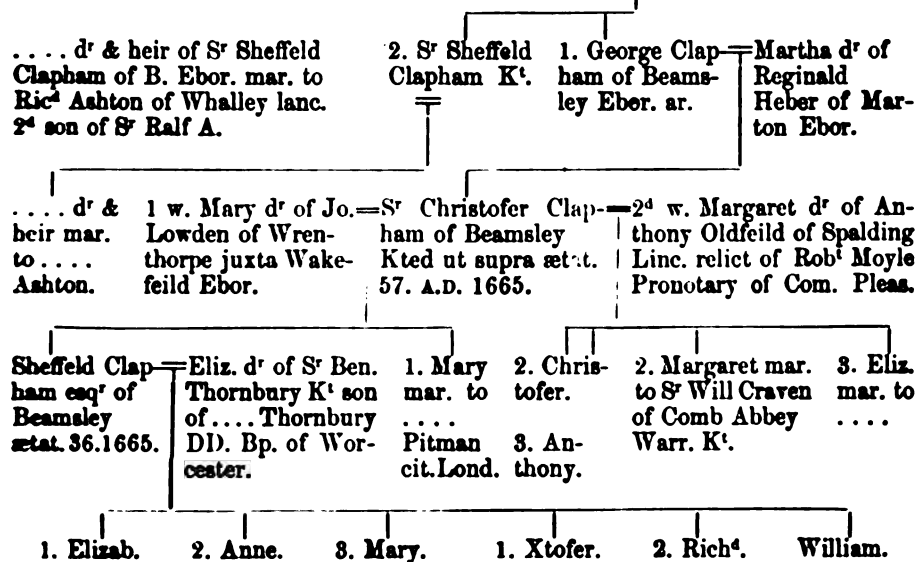 .... dʳ & heir of Sʳ Sheffeld
Clapham of B. Ebor. mar. to
Ricᵈ Ashton of Whalley lanc.
2ᵈ son of Sʳ Ralf A.
2. Sʳ Sheffeld
Clapham Kᵗ.
1. George Clap-
ham of Beams-
ley Ebor. ar.
Martha dʳ of
Reginald
Heber of Mar-
ton Ebor.
.... dʳ &
heir mar.
to ....
Ashton.
1 w. Mary dʳ of Jo.
Lowden of Wren-
thorpe juxta Wake-
feild Ebor.
Sʳ Christofer Clap-
ham of Beamsley
Kted ut supra ætat.
57. A.D. 1665.
2ᵈ w. Margaret dʳ of An-
thony Oldfeild of Spalding
Linc. relict of Robᵗ Moyle
Pronotary of Com. Pleas.
Sheffeld Clap-
ham esqʳ of
Beamsley
ætat. 36. 1665.
Eliz. dʳ of Sʳ Ben.
Thornbury Kᵗ son
of .... Thornbury
DD. Bp. of Wor-
cester.
1. Mary
mar. to
....
Pitman
cit. Lond.
2. Chris-
tofer.
3. An-
thony.
2. Margaret mar.
to Sʳ Will Craven
of Comb Abbey
Warr. Kᵗ.
3. Eliz.
mar. to
....
1. Elizab.
2. Anne.
3. Mary.
1. Xtofer.
2. Richᵈ.
William.